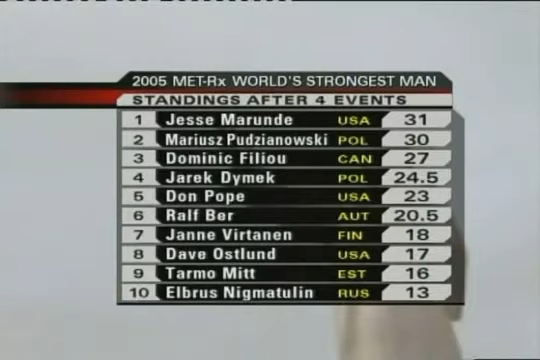 2005 MET-Rx WORLD'S STRONGEST MAN
STANDINGS AFTER 4 EVENTS
1 Jesse Marunde USA 31
2 Mariusz Pudzianowski POL 30
3 Dominic Filiou CAN 27
4 Jarek Dymek POL 24.5
5 Don Pope USA 23
6 Ralf Ber AUT 20.5
7 Janne Virtanen FIN 18
8 Dave Ostlund USA 17
9 Tarmo Mitt EST 16
10 Elbrus Nigmatulin RUS 13